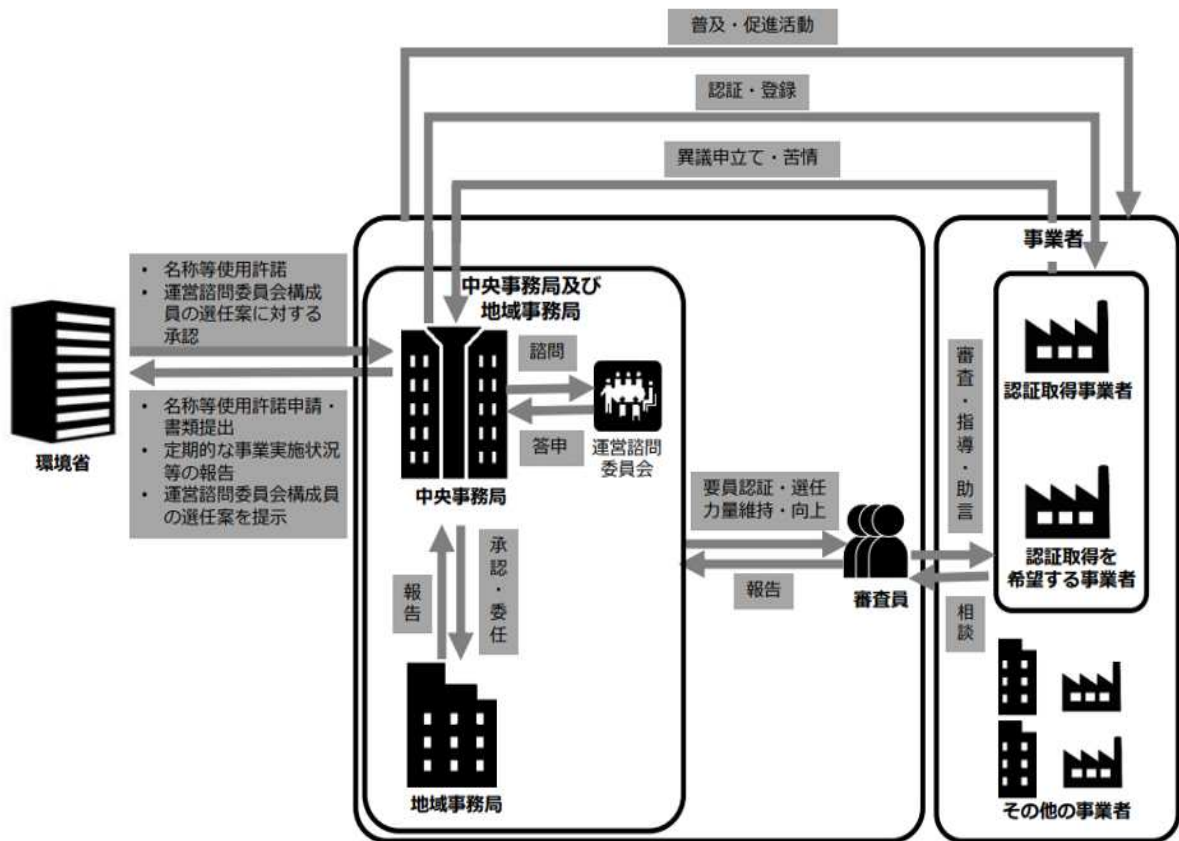 普及・促進活動
認証・登録
異議申立て・苦情
事業者
• 名称等使用許諾
• 運営諮問委員会構成
員の選任案に対する
承認
中央事務局及び
地域事務局
諮問
答申
運営諮問
委員会
中央事務局
環境省
• 名称等使用許諾申請・
書類提出
• 定期的な事業実施状況
等の報告
• 運営諮問委員会構成員
の選任案を提示
報告
承認・委任
地域事務局
要員認証・選任
力量維持・向上
報告
審査員
審査・指導・助言
相談
認証取得事業者
認証取得を
希望する事業者
その他の事業者